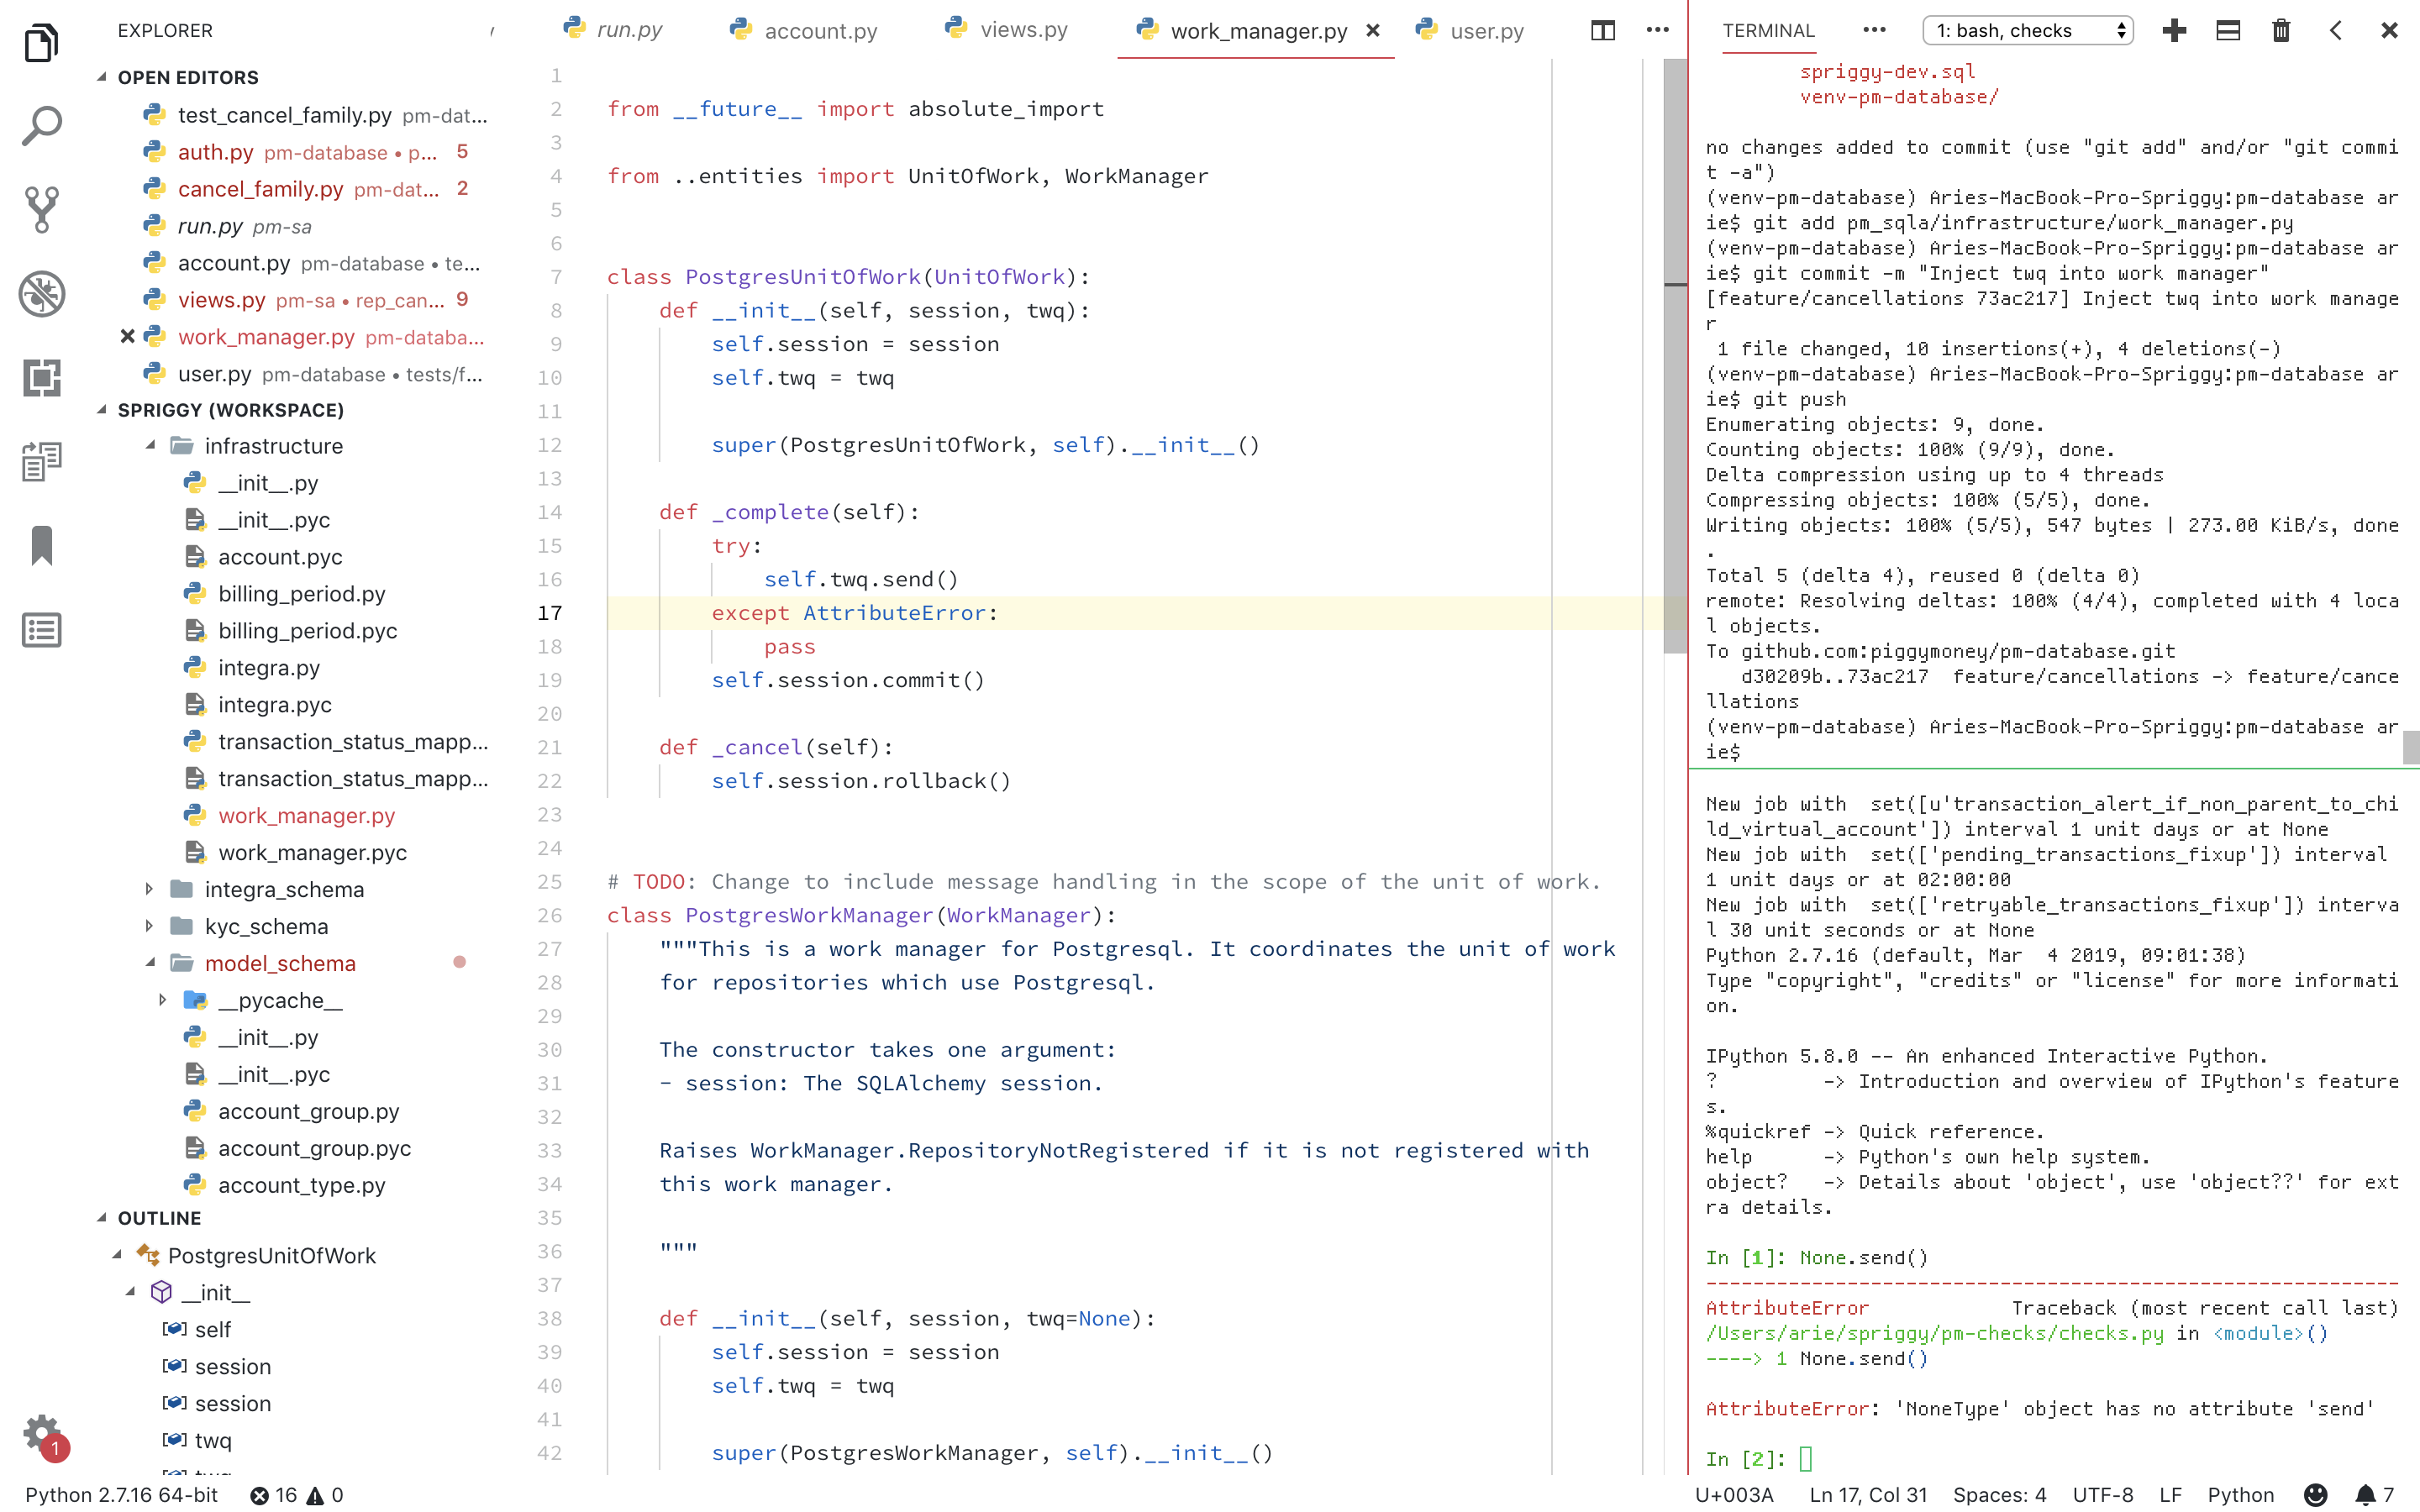 EXPLORER
OPEN EDITORS
test_cancel_family.py pm-dat...
auth.py pm-database • p... 5
cancel_family.py pm-dat... 2
run.py pm-sa
account.py pm-database • te...
views.py pm-sa • rep_can... 9
work_manager.py pm-databa...
user.py pm-database • tests/f...
SPRIGGY (WORKSPACE)
infrastructure
__init__.py
__init__.pyc
account.pyc
billing_period.py
billing_period.pyc
integra.py
integra.pyc
transaction_status_mapp...
transaction_status_mapp...
work_manager.py
work_manager.pyc
integra_schema
kyc_schema
model_schema
__pycache__
__init__.py
__init__.pyc
account_group.py
account_group.pyc
account_type.py
OUTLINE
PostgresUnitOfWork
__init__
self
session
session
twq
1
run.py account.py views.py work_manager.py user.py
1
2 from __future__ import absolute_import
3
4 from ..entities import UnitOfWork, WorkManager
5
6
7 class PostgresUnitOfWork(UnitOfWork):
8 def __init__(self, session, twq):
9 self.session = session
10 self.twq = twq
11
12 super(PostgresUnitOfWork, self).__init__()
13
14 def _complete(self):
15 try:
16 self.twq.send()
17 except AttributeError:
18 pass
19 self.session.commit()
20
21 def _cancel(self):
22 self.session.rollback()
23
24
25 # TODO: Change to include message handling in the scope of the unit of work.
26 class PostgresWorkManager(WorkManager):
27 """This is a work manager for Postgresql. It coordinates the unit of work
28 for repositories which use Postgresql.
29
30 The constructor takes one argument:
31 - session: The SQLAlchemy session.
32
33 Raises WorkManager.RepositoryNotRegistered if it is not registered with
34 this work manager.
35
36 """
37
38 def __init__(self, session, twq=None):
39 self.session = session
40 self.twq = twq
41
42 super(PostgresWorkManager, self).__init__()
TERMINAL 1: bash, checks
spriggy-dev.sql
venv-pm-database/
no changes added to commit (use "git add" and/or "git commi
t -a")
(venv-pm-database) Aries-MacBook-Pro-Spriggy:pm-database ar
ie$ git add pm_sqla/infrastructure/work_manager.py
(venv-pm-database) Aries-MacBook-Pro-Spriggy:pm-database ar
ie$ git commit -m "Inject twq into work manager"
[feature/cancellations 73ac217] Inject twq into work manage
r
1 file changed, 10 insertions(+), 4 deletions(-)
(venv-pm-database) Aries-MacBook-Pro-Spriggy:pm-database ar
ie$ git push
Enumerating objects: 9, done.
Counting objects: 100% (9/9), done.
Delta compression using up to 4 threads
Compressing objects: 100% (5/5), done.
Writing objects: 100% (5/5), 547 bytes | 273.00 KiB/s, done
.
Total 5 (delta 4), reused 0 (delta 0)
remote: Resolving deltas: 100% (4/4), completed with 4 loca
l objects.
To github.com:piggymoney/pm-database.git
d30209b..73ac217 feature/cancellations -> feature/cance
llations
(venv-pm-database) Aries-MacBook-Pro-Spriggy:pm-database ar
ie$
New job with set([u'transaction_alert_if_non_parent_to_chi
ld_virtual_account']) interval 1 unit days or at None
New job with set(['pending_transactions_fixup']) interval
1 unit days or at 02:00:00
New job with set(['retryable_transactions_fixup']) interva
l 30 unit seconds or at None
Python 2.7.16 (default, Mar 4 2019, 09:01:38)
Type "copyright", "credits" or "license" for more informati
on.
IPython 5.8.0 -- An enhanced Interactive Python.
? -> Introduction and overview of IPython's feature
s.
%quickref -> Quick reference.
help -> Python's own help system.
object? -> Details about 'object', use 'object??' for ext
ra details.
In [1]: None.send()
---------------------------------------------------------------------------
AttributeError Traceback (most recent call last)
/Users/arie/spriggy/pm-checks/checks.py in <module>()
----> 1 None.send()
AttributeError: 'NoneType' object has no attribute 'send'
In [2]:
Python 2.7.16 64-bit 16 0 U+003A Ln 17, Col 31 Spaces: 4 UTF-8 LF Python 7